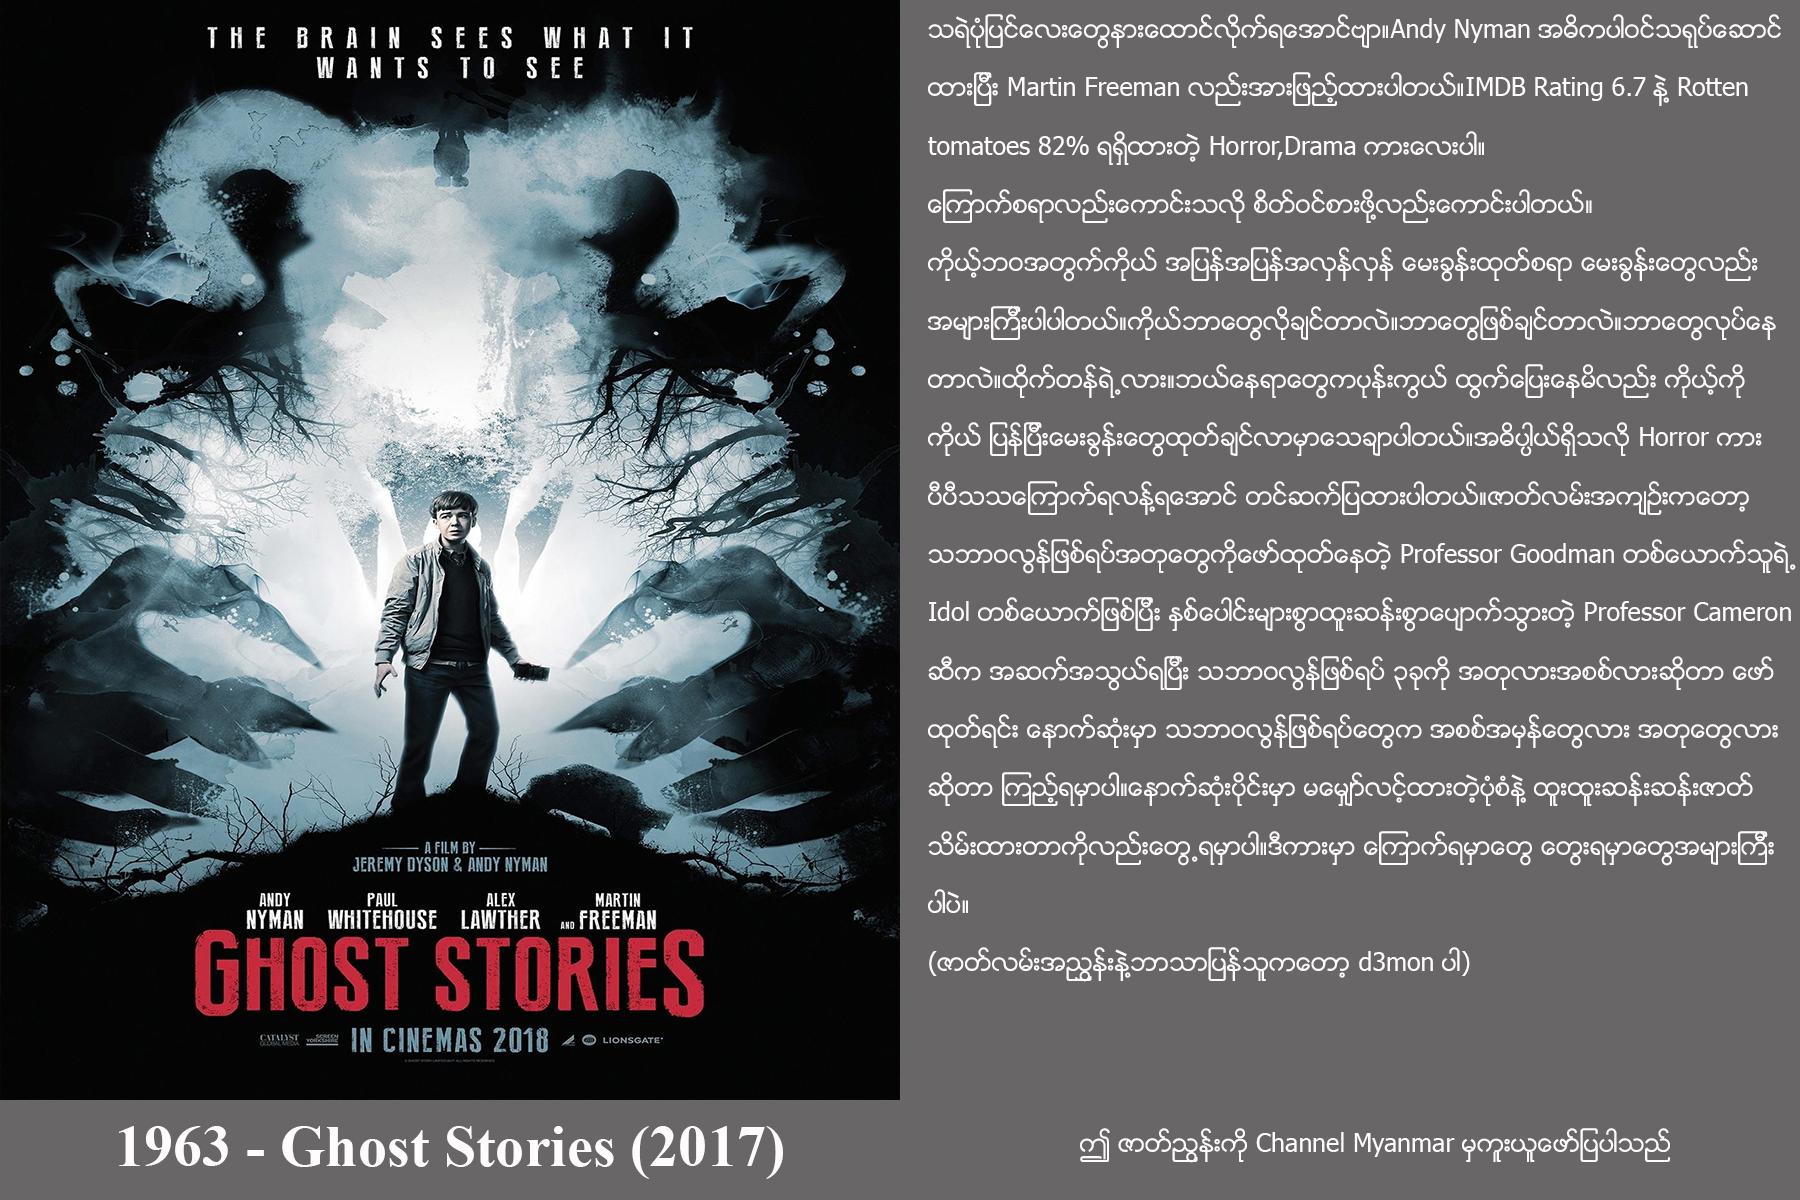 THE BRAIN SEES WHAT IT
WANTS TO SEE
A FILM BY
JEREMY DYSON & ANDY NYMAN
ANDY NYMAN PAUL WHITEHOUSE ALEX LAWTHER AND MARTIN FREEMAN
GHOST STORIES
CATALYST GLOBAL MEDIA SCREEN YORKSHIRE IN CINEMAS 2018 LIONSGATE
1963 - Ghost Stories (2017)
သရဲပုံပြင်လေးတွေနားထောင်လိုက်ရအောင်ဗျာ။Andy Nyman အဓိကပါဝင်သရုပ်ဆောင်
ထားပြီး Martin Freeman လည်းအားဖြည့်ထားပါတယ်။IMDB Rating 6.7 နဲ့ Rotten
tomatoes 82% ရရှိထားတဲ့ Horror,Drama ကားလေးပါ။
ကြောက်စရာလည်းကောင်းသလို စိတ်ဝင်စားဖို့လည်းကောင်းပါတယ်။
ကိုယ့်ဘဝအတွက်ကိုယ် အပြန်အပြန်အလှန်လှန် မေးခွန်းထုတ်စရာ မေးခွန်းတွေလည်း
အများကြီးပါပါတယ်။ကိုယ်ဘာတွေလိုချင်တာလဲ။ဘာတွေဖြစ်ချင်တာလဲ။ဘာတွေလုပ်နေ
တာလဲ။ထိုက်တန်ရဲ့လား။ဘယ်နေရာတွေကပုန်းကွယ် ထွက်ပြေးနေမိလည်း ကိုယ့်ကို
ကိုယ် ပြန်ပြီးမေးခွန်းတွေထုတ်ချင်လာမှာသေချာပါတယ်။အဓိပ္ပါယ်ရှိသလို Horror ကား
ပီပီသသကြောက်ရလန့်ရအောင် တင်ဆက်ပြထားပါတယ်။ဇာတ်လမ်းအကျဉ်းကတော့
သဘာဝလွန်ဖြစ်ရပ်အတုတွေကိုဖော်ထုတ်နေတဲ့ Professor Goodman တစ်ယောက်သူရဲ့
Idol တစ်ယောက်ဖြစ်ပြီး နှစ်ပေါင်းများစွာထူးဆန်းစွာပျောက်သွားတဲ့ Professor Cameron
ဆီက အဆက်အသွယ်ရပြီး သဘာဝလွန်ဖြစ်ရပ် ၃ခုကို အတုလားအစစ်လားဆိုတာ ဖော်
ထုတ်ရင်း နောက်ဆုံးမှာ သဘာဝလွန်ဖြစ်ရပ်တွေက အစစ်အမှန်တွေလား အတုတွေလား
ဆိုတာ ကြည့်ရမှာပါ။နောက်ဆုံးပိုင်းမှာ မမျှော်လင့်ထားတဲ့ပုံစံနဲ့ ထူးထူးဆန်းဆန်းဇာတ်
သိမ်းထားတာကိုလည်းတွေ့ရမှာပါ။ဒီကားမှာ ကြောက်ရမှာတွေ တွေးရမှာတွေအများကြီး
ပါပဲ။
(ဇာတ်လမ်းအညွှန်းနဲ့ဘာသာပြန်သူကတော့ d3mon ပါ)
ဤ ဇာတ်ညွှန်းကို Channel Myanmar မှကူးယူဖော်ပြပါသည်